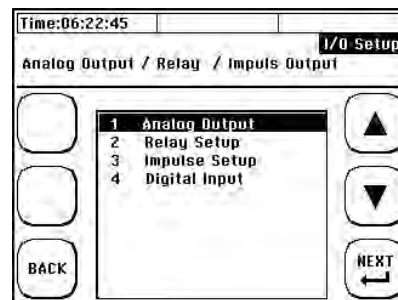 Time:06:22:45
I/O Setup
Analog Output / Relay / Impuls Output
1 Analog Output
2 Relay Setup
3 Impulse Setup
4 Digital Input
BACK
NEXT